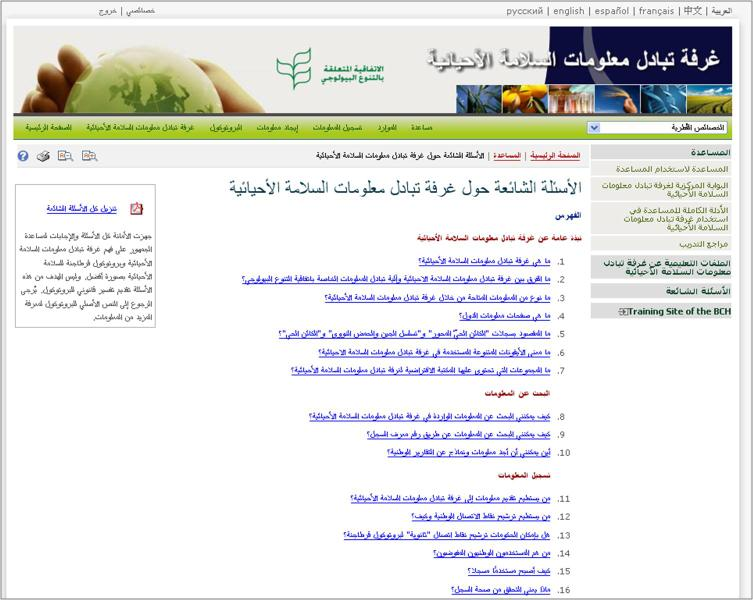 العربية | 中文 | français | español | english | русский
خصائصي | خروج
غرفة تبادل معلومات السلامة الأحيائية
الاتفاقية المتعلقة
بالتنوع البيولوجي
الخصائص القُطرية
الصفحة الرئيسية
غرفة تبادل معلومات السلامة الأحيائية
البروتوكول
إيجاد معلومات
تسجيل المعلومات
الموارد
مساعدة
المساعدة
المساعدة لاستخدام المساعدة
البوابة المركزية لغرفة تبادل معلومات
السلامة الأحيائية
الأدلة الكاملة للمساعدة في
استخدام غرفة تبادل معلومات
السلامة الأحيائية
مراجع التدريب
الملفات التعليمية عن غرفة تبادل
معلومات السلامة الأحيائية
الأسئلة الشائعة
Training Site of the BCH
الصفحة الرئيسية | المساعدة | الأسئلة الشائعة حول غرفة تبادل معلومات السلامة الأحيائية
الأسئلة الشائعة حول غرفة تبادل معلومات السلامة الأحيائية
الفهرس
نبذة عامة عن غرفة تبادل معلومات السلامة الأحيائية
1. ما هي غرفة تبادل معلومات السلامة الأحيائية؟
2. ما الفرق بين غرفة تبادل معلومات السلامة الاحيائية وآلية تبادل المعلومات الخاصة باتفاقية التنوع البيولوجي؟
3. ما نوع من المعلومات المتاحة من خلال غرفة تبادل معلومات السلامة الأحيائية؟
4. ما هي صفحات معلومات الدول؟
5. ما المقصود بسجلات "الكائن الحيّ المحور" و"تسلسل الجين والحمض النووي" و"الكائن الحي"؟
6. ما معنى الأيقونات المتنوعة المستخدمة في غرفة تبادل معلومات السلامة الاحيائية؟
7. ما المجموعات التي تحتوي عليها المكتبة الافتراضية لغرفة تبادل معلومات السلامة الأحيائية؟
البحث عن المعلومات
8. كيف يمكنني البحث عن المعلومات الواردة في غرفة تبادل معلومات السلامة الأحيائية؟
9. كيف يمكنني البحث عن المعلومات عن طريق رقم معرف السجل؟
10. أين يمكنني أن أجد معلومات ونماذج عن التقارير الوطنية؟
تسجيل المعلومات
11. من يستطيع تقديم معلومات إلى غرفة تبادل معلومات السلامة الأحيائية؟
12. من يستطيع ترشيح نقاط الاتصال الوطنية وكيف؟
13. هل بإمكان الحكومات ترشيح نقاط اتصال "ثانوية" لبروتوكول قرطاجنة؟
14. من هم المستخدمون الوطنيون المفوضون؟
15. كيف أصبح مستخدمًا مسجلا؟
16. ماذا يعني التحقق من صحة السجل؟
تنزيل كل الأسئلة الشائعة
جهزت الأمانة كل الأسئلة والإجابات لمساعدة
الجمهور على فهم غرفة تبادل معلومات السلامة
الأحيائية وبروتوكول قرطاجنة للسلامة
الأحيائية بصورة أفضل. وليس الهدف من هذه
الأسئلة تقديم تفسير قانوني للبروتوكول. يُرجى
الرجوع إلى النص الأصلي للبروتوكول لمعرفة
المزيد من المعلومات.